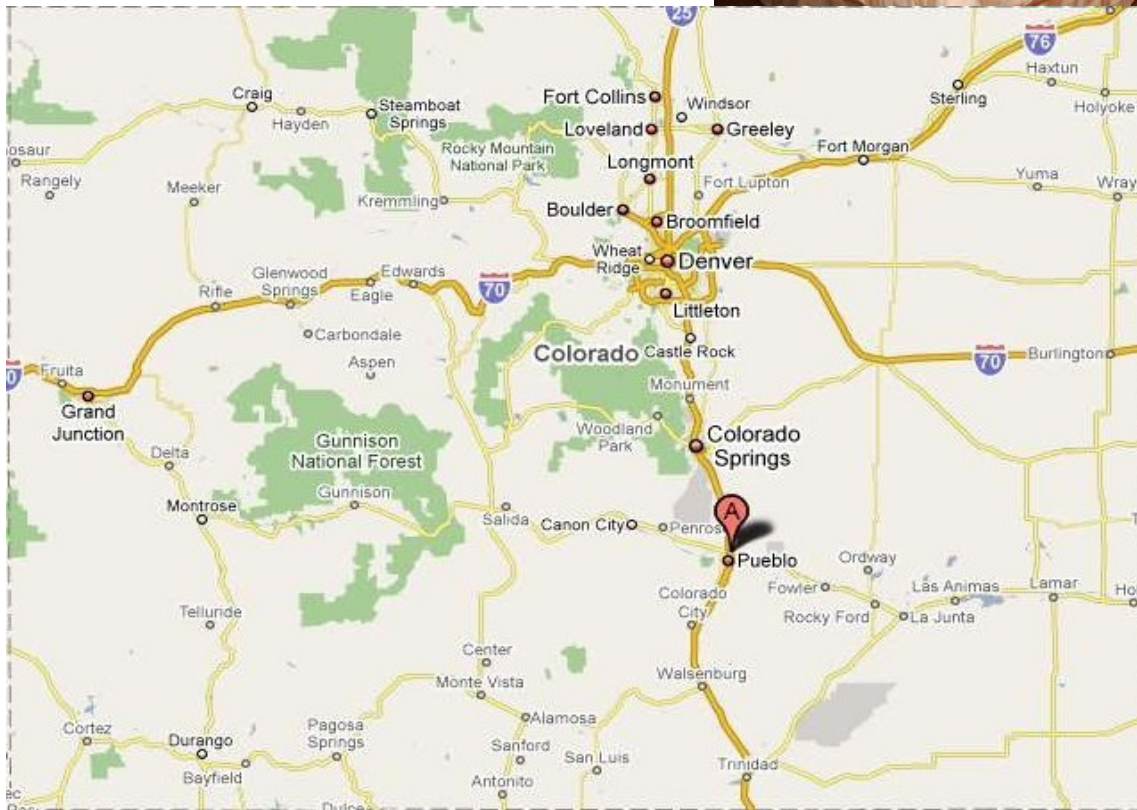 25
76
Haxtun
Craig
Hayden
Steamboat
Springs
Fort Collins
Windsor
Sterling
Holyoke
Loveland
Greeley
Rocky Mountain
National Park
Fort Morgan
Longmont
Rangely
Meeker
Kremmling
Fort Lupton
Yuma
Wray
Boulder
Broomfield
Wheat
Ridge
Denver
Glenwood
Springs
Edwards
Rifle
Eagle
70
Littleton
Carbondale
Colorado
Castle Rock
70
Burlington
Fruita
Aspen
Monument
Grand
Junction
Woodland
Park
Colorado
Springs
Gunnison
National Forest
Delta
Gunnison
Montrose
Salida
Canon City
Penros
A
Pueblo
Ordway
Fowler
Las Animas
Lamar
Colorado
City
Rocky Ford
La Junta
Telluride
Center
Walsenburg
Monte Vista
Alamosa
Cortez
Durango
Pagosa
Springs
Sanford
San Luis
Bayfield
Trinidad
Antonito